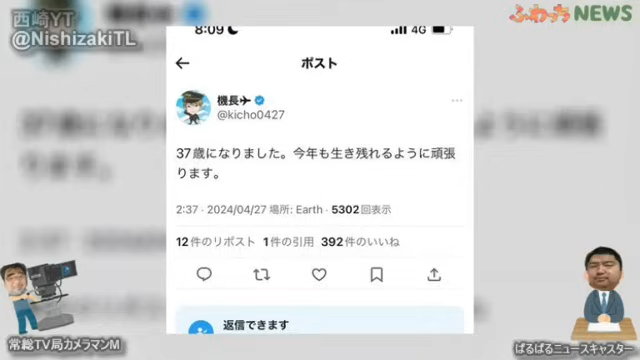 西崎YT
@NishizakiTL
ふわっちNEWS
8:09
4G
ポスト
機長✈
@kicho0427
37歳になりました。今年も生き残れるように頑張
ります。
2:37 · 2024/04/27 場所: Earth · 5302 回表示
12 件のリポスト 1 件の引用 392 件のいいね
返信できます
常総TV局カメラマンM
ぱるぱるニュースキャスター